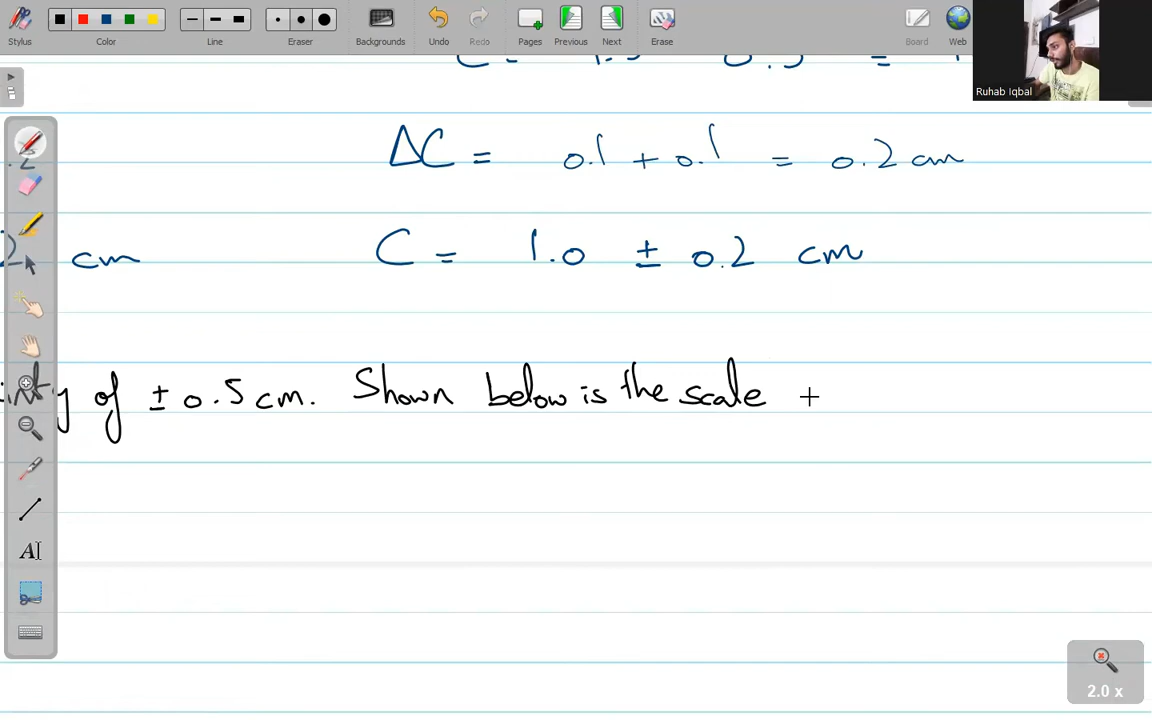 Stylus Color Line Eraser Backgrounds Undo Redo Pages Previous Next Erase Board Web
Ruhab Iqbal
ΔC = 0.1 + 0.1 = 0.2 cm
cm C = 1.0 ± 0.2 cm
of ± 0.5 cm. Shown below is the scale
2.0 x